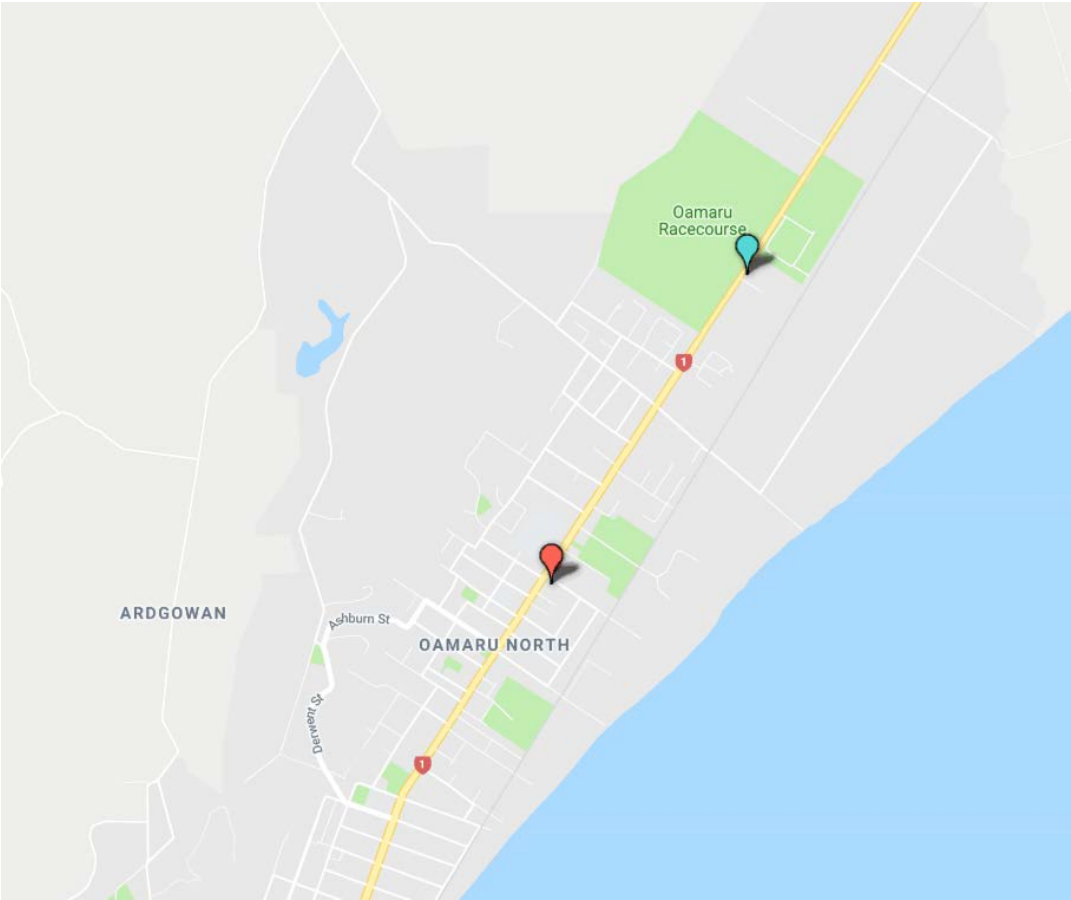 Oamaru
Racecourse
1
ARDGOWAN
Ashburn St
OAMARU NORTH
Derwent St
1